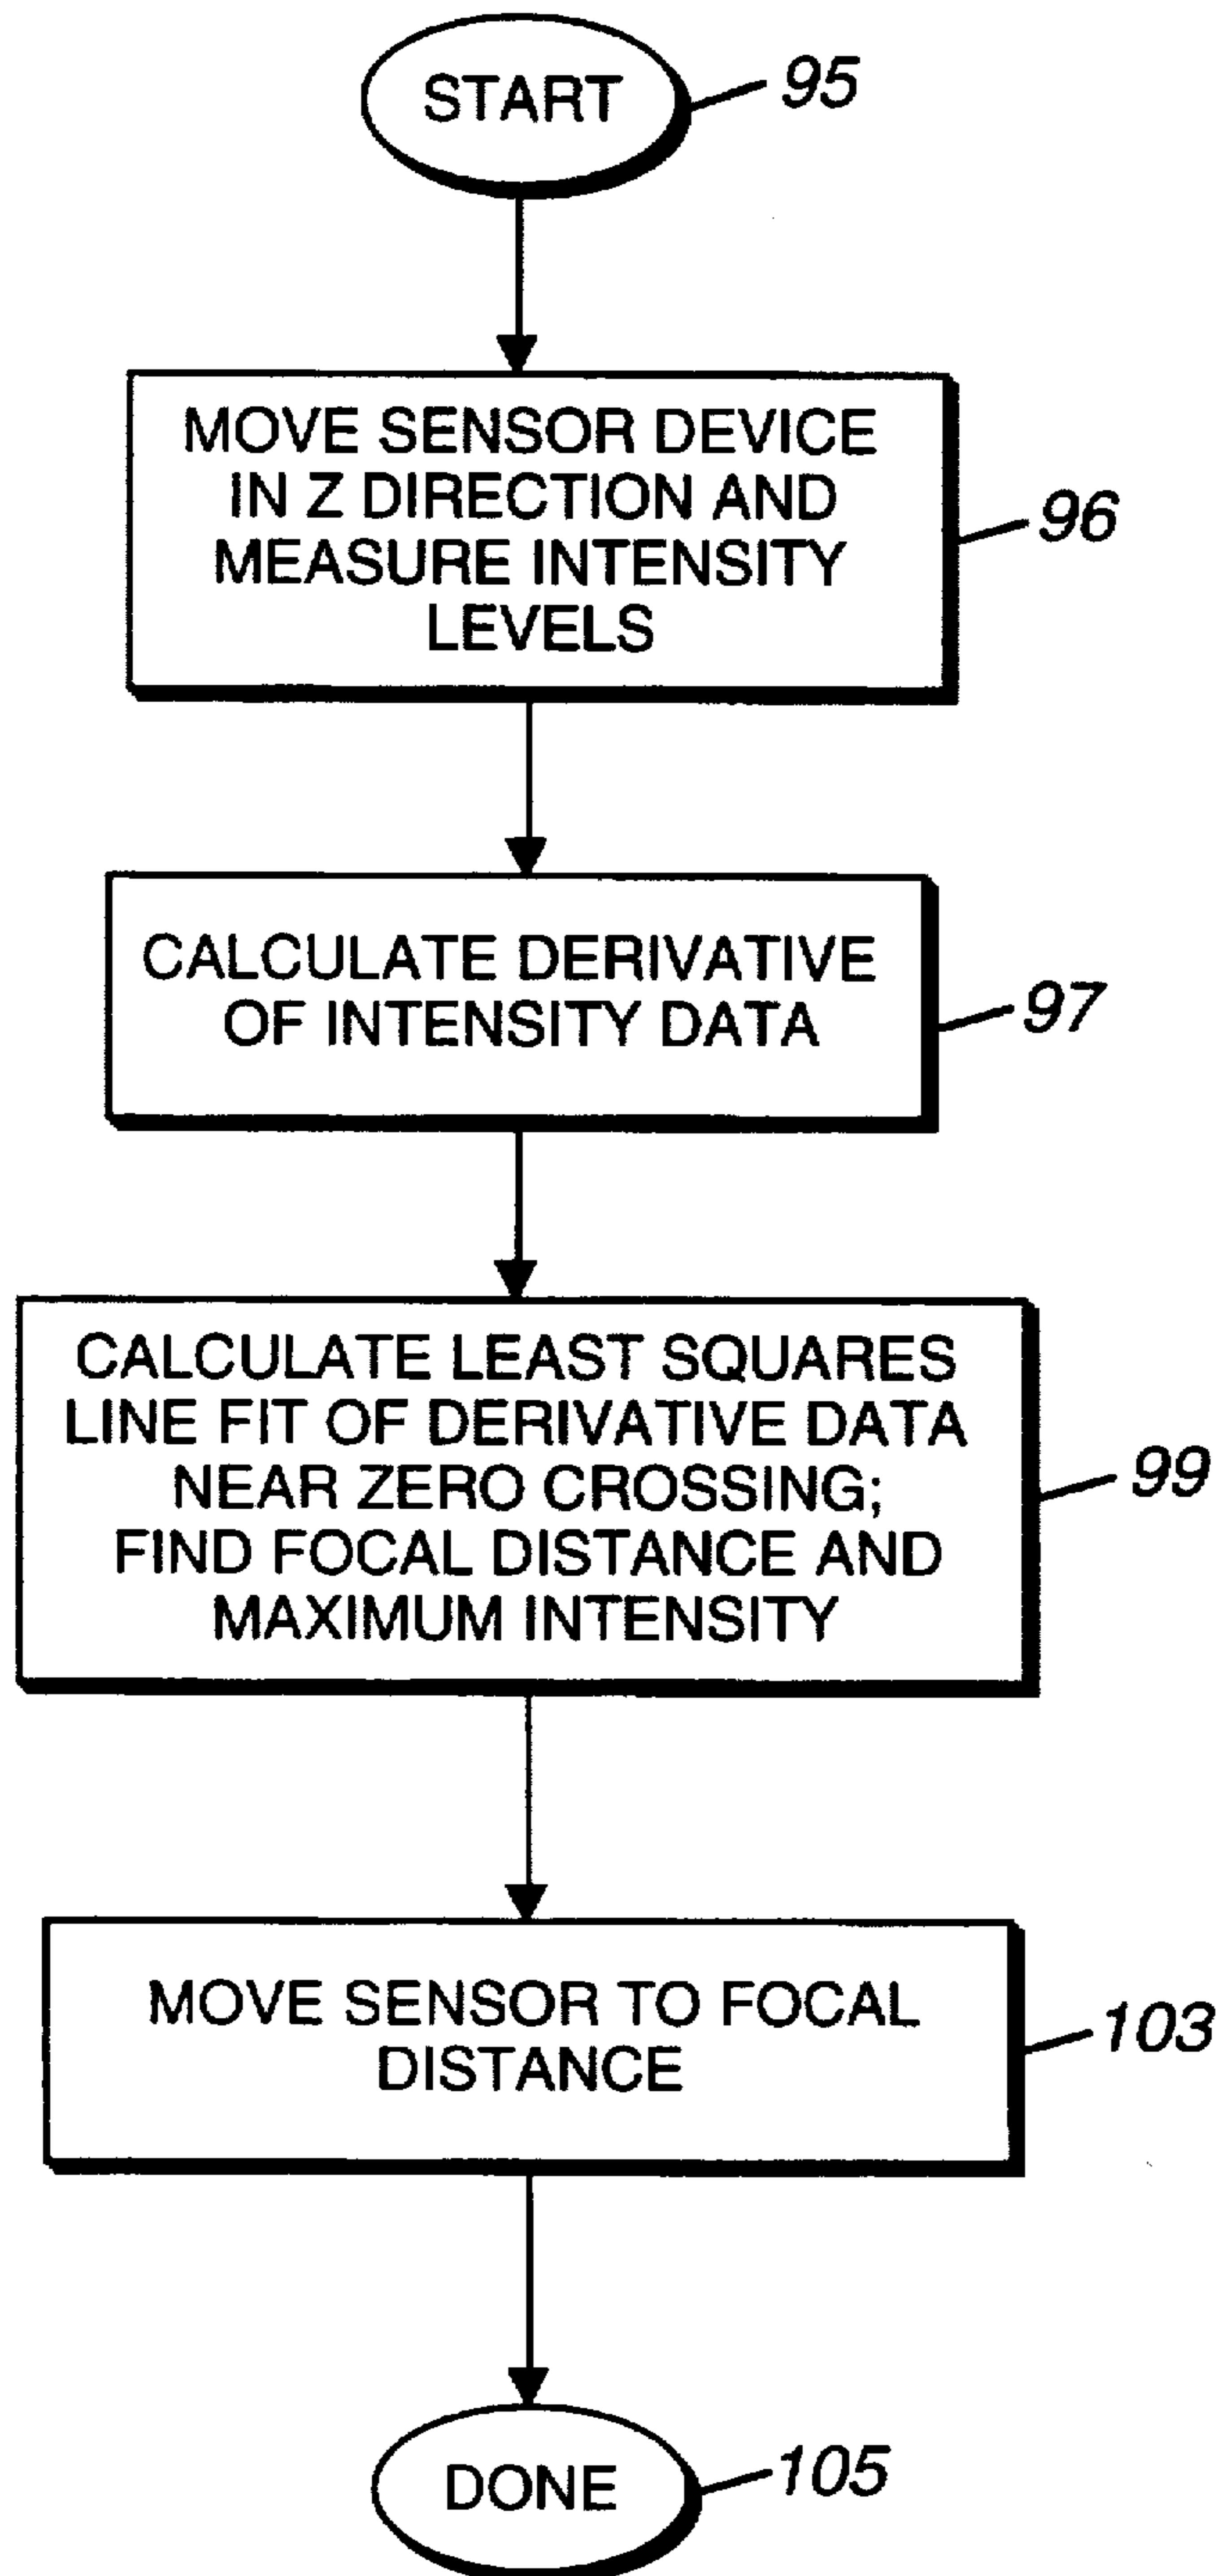 START
95
MOVE SENSOR DEVICE
IN Z DIRECTION AND
MEASURE INTENSITY
LEVELS
96
CALCULATE DERIVATIVE
OF INTENSITY DATA
97
CALCULATE LEAST SQUARES
LINE FIT OF DERIVATIVE DATA
NEAR ZERO CROSSING;
FIND FOCAL DISTANCE AND
MAXIMUM INTENSITY
99
MOVE SENSOR TO FOCAL
DISTANCE
103
DONE
105